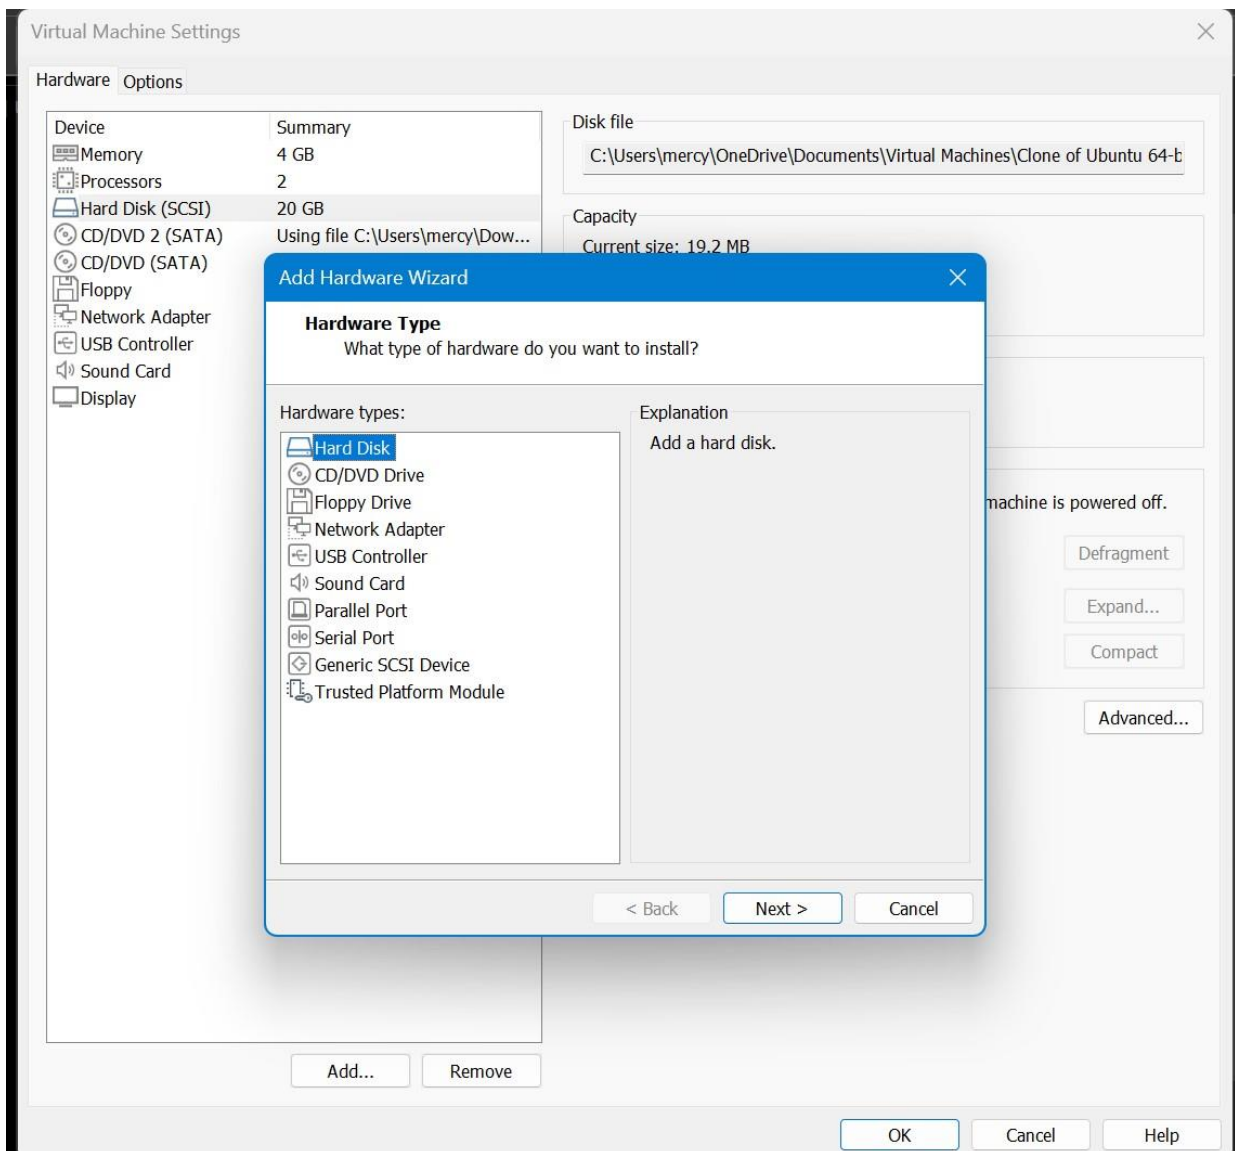 Virtual Machine Settings
Hardware Options
Device Summary
Memory 4 GB
Processors 2
Hard Disk (SCSI) 20 GB
CD/DVD 2 (SATA) Using file C:\Users\mercy\Dow...
CD/DVD (SATA)
Floppy
Network Adapter
USB Controller
Sound Card
Display
Add... Remove
Disk file
C:\Users\mercy\OneDrive\Documents\Virtual Machines\Clone of Ubuntu 64-b
Capacity
Current size: 19.2 MB
machine is powered off.
Defragment
Expand...
Compact
Advanced...
Add Hardware Wizard
Hardware Type
What type of hardware do you want to install?
Hardware types:
Hard Disk
CD/DVD Drive
Floppy Drive
Network Adapter
USB Controller
Sound Card
Parallel Port
Serial Port
Generic SCSI Device
Trusted Platform Module
Explanation
Add a hard disk.
< Back Next > Cancel
OK Cancel Help